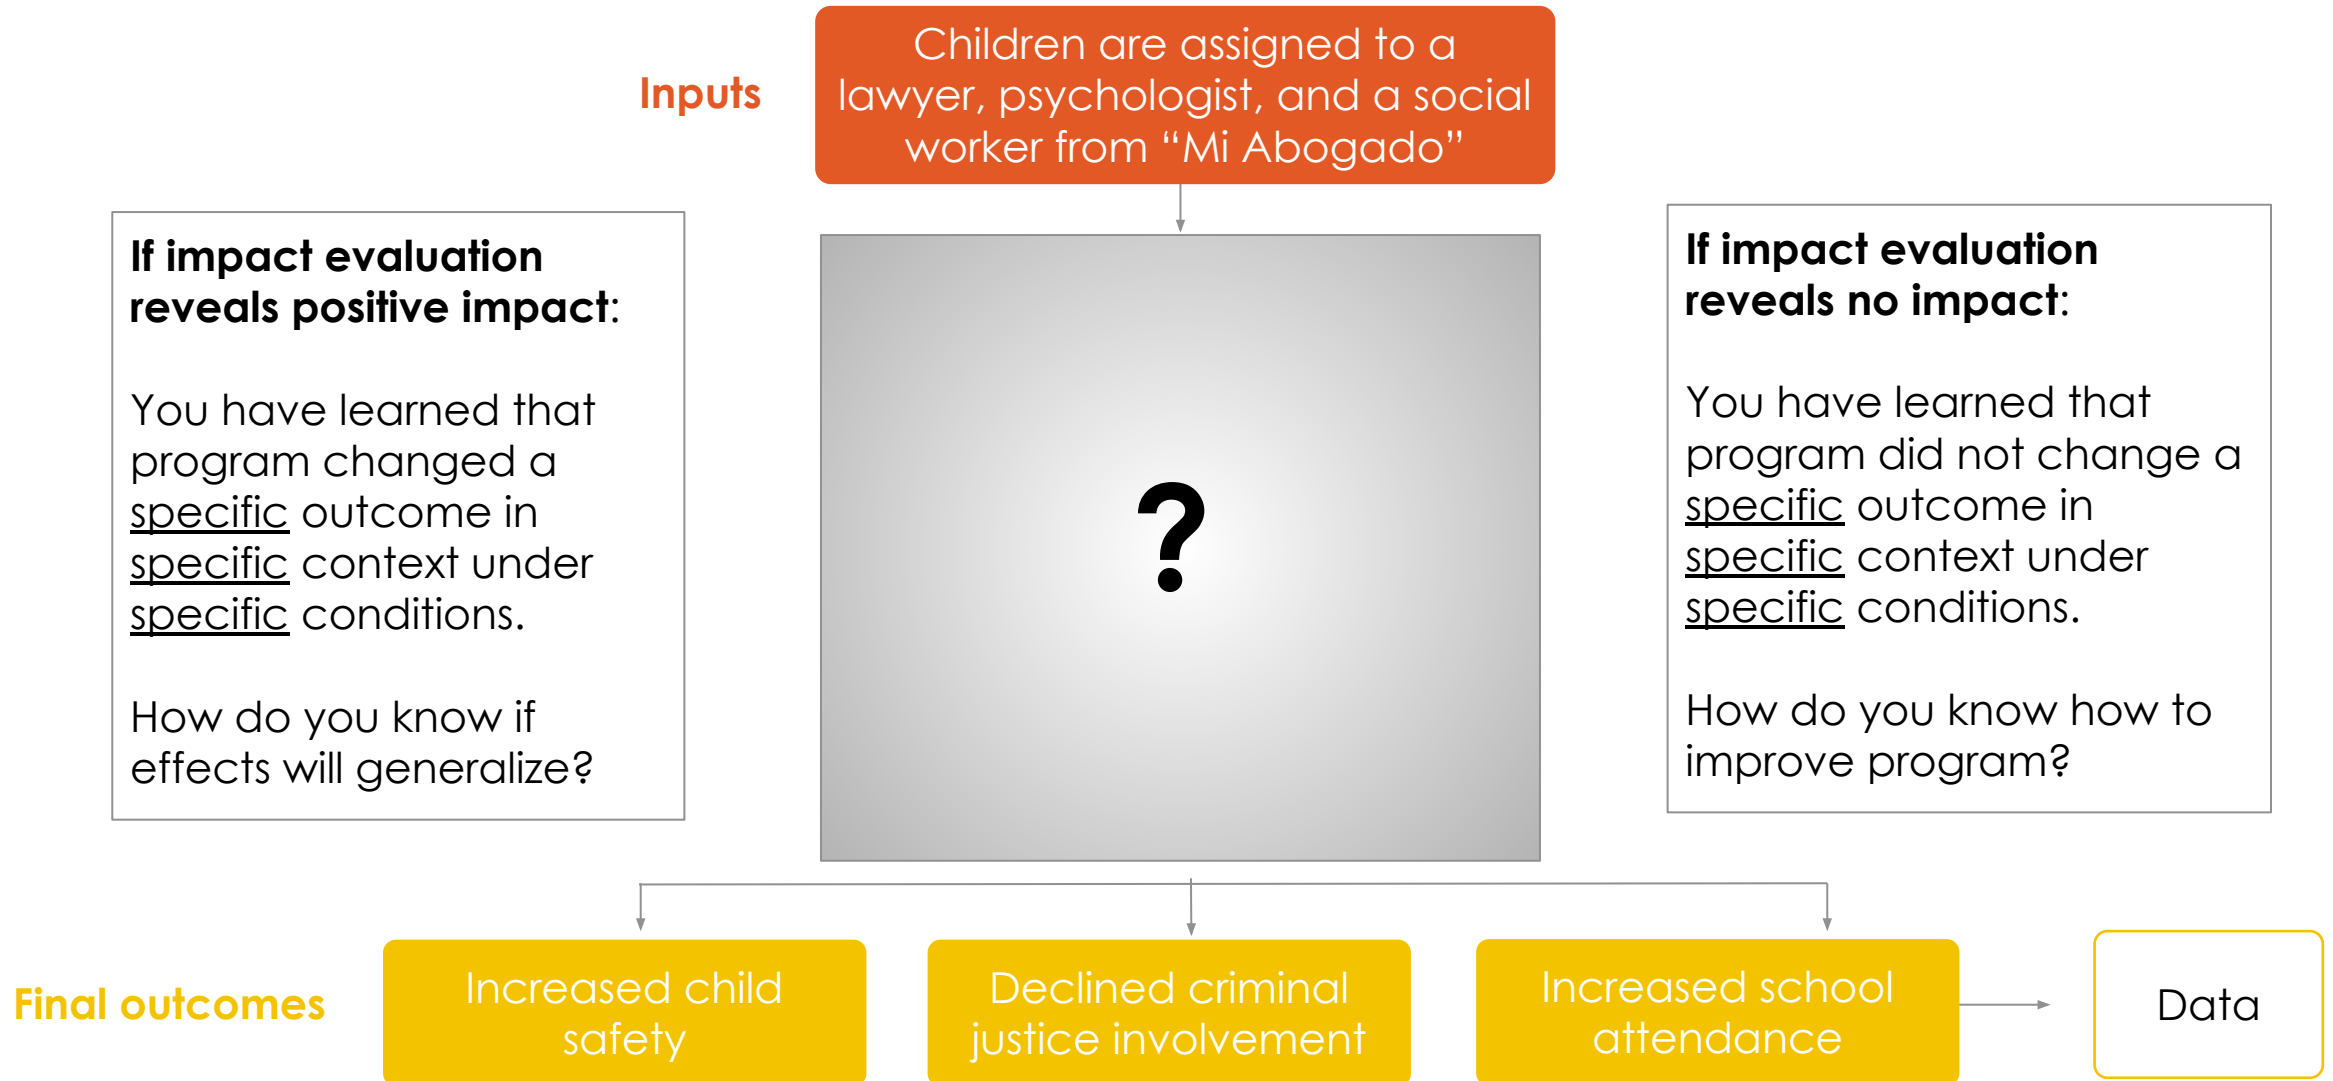 Inputs
Children are assigned to a
lawyer, psychologist, and a social
worker from “Mi Abogado”
If impact evaluation
reveals positive impact:
You have learned that
program changed a
specific outcome in
specific context under
specific conditions.
How do you know if
effects will generalize?
?
If impact evaluation
reveals no impact:
You have learned that
program did not change a
specific outcome in
specific context under
specific conditions.
How do you know how to
improve program?
Final outcomes
Increased child
safety
Declined criminal
justice involvement
Increased school
attendance
Data